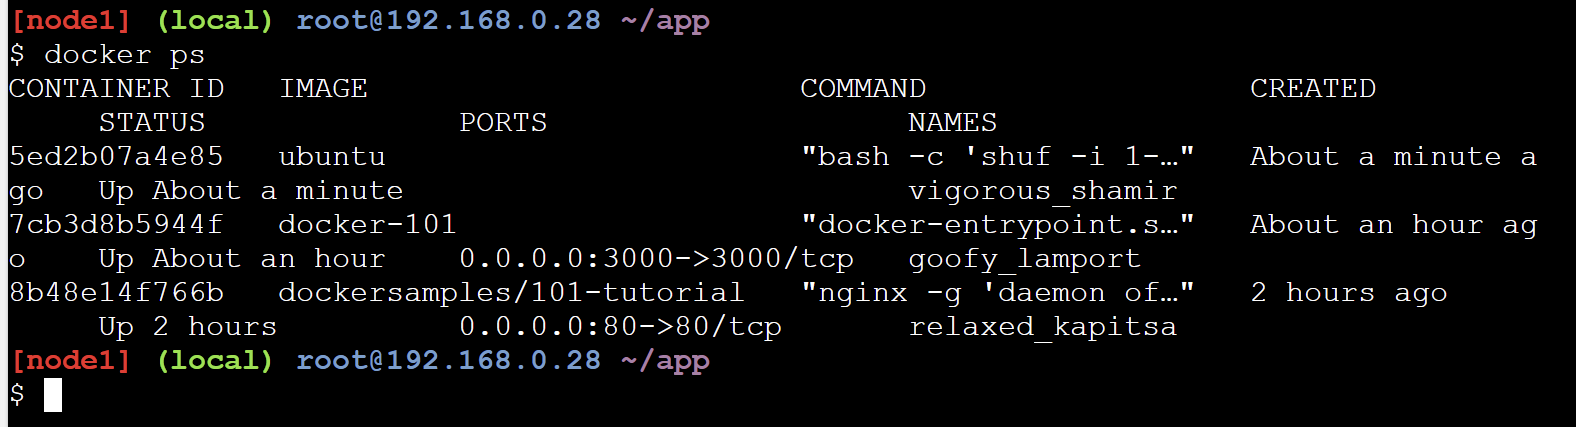 [node1] (local) root@192.168.0.28 ~/app
$ docker ps
CONTAINER ID   IMAGE                        COMMAND                  CREATED
     STATUS              PORTS                    NAMES
5ed2b07a4e85   ubuntu                       "bash -c 'shuf -i 1-…"   About a minute a
go   Up About a minute                            vigorous_shamir
7cb3d8b5944f   docker-101                   "docker-entrypoint.s…"   About an hour ag
o    Up About an hour    0.0.0.0:3000->3000/tcp   goofy_lamport
8b48e14f766b   dockersamples/101-tutorial   "nginx -g 'daemon of…"   2 hours ago
     Up 2 hours          0.0.0.0:80->80/tcp       relaxed_kapitsa
[node1] (local) root@192.168.0.28 ~/app
$